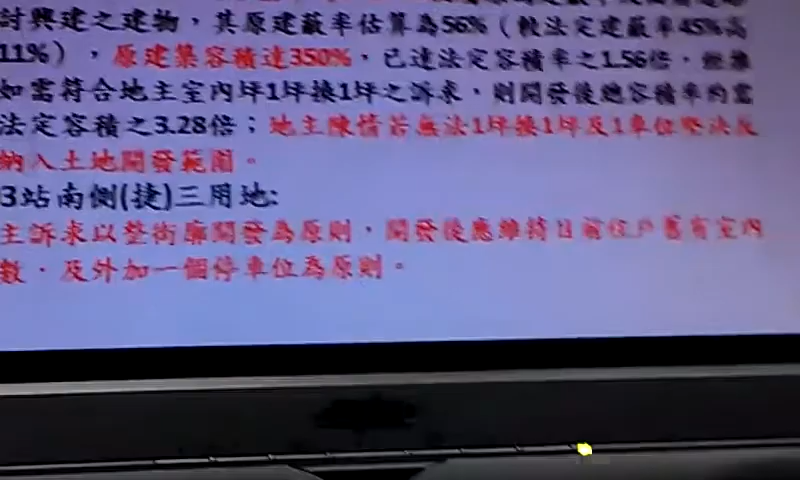 討興建之建物，其原建蔽率估算為56%（較法定建蔽率45%高
11%），原建築容積達350%，已達法定容積率之1.56倍，
如需符合地主室內坪1坪換1坪之訴求，則開發後總容積率約需
法定容積之3.28倍；地主陳情若無法1坪換1坪及1車位堅決反
納入土地開發範圍。
3站南側(捷)三用地:
主訴求以整街廓開發為原則，開發後應維持目前住戶舊有室內
數，及外加一個停車位為原則。